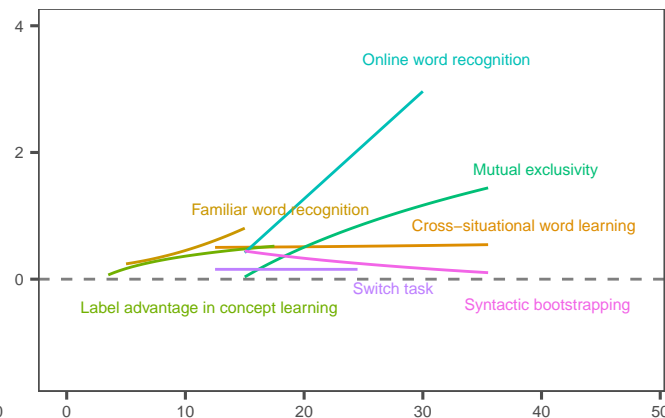 4
Online word recognition
2
Mutual exclusivity
Familiar word recognition
Cross-situational word learning
0
Switch task
Label advantage in concept learning
Syntactic bootstrapping
0 10 20 30 40 50